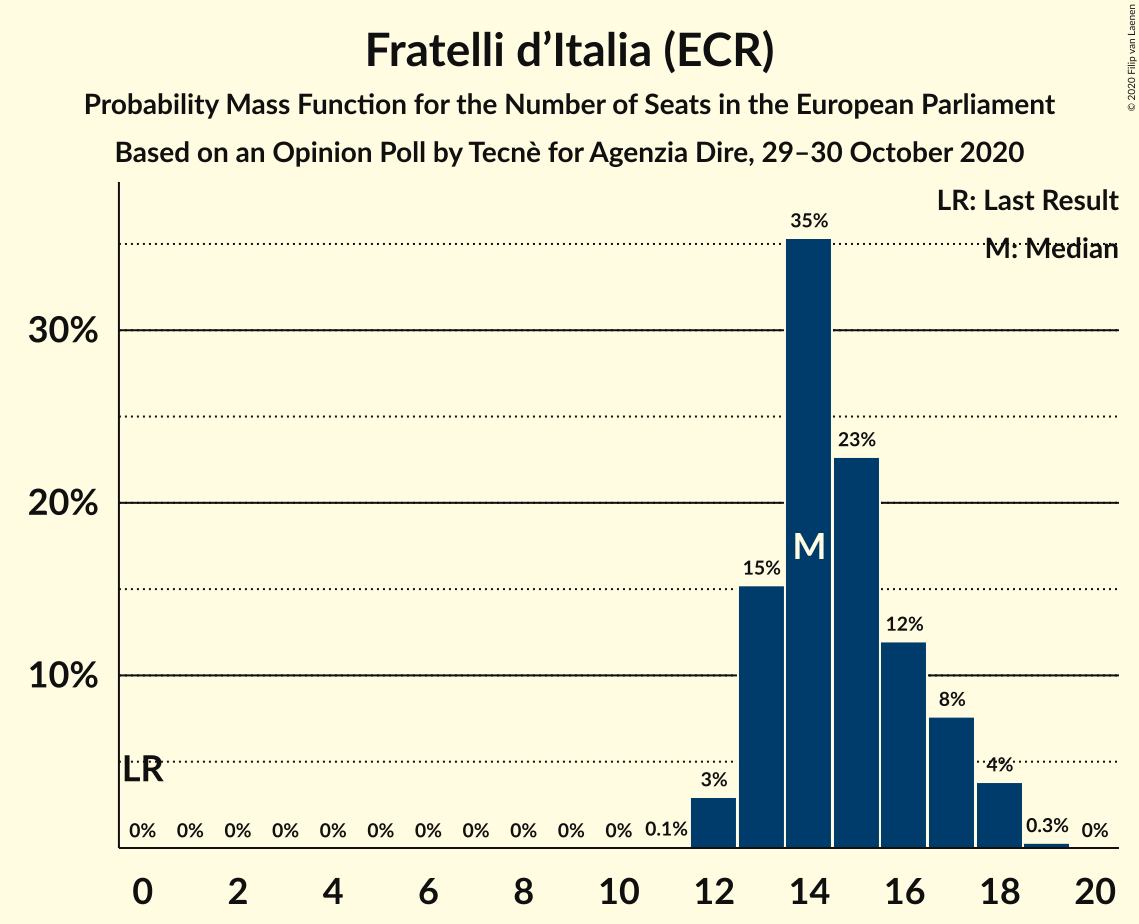 Fratelli d’Italia (ECR)
Probability Mass Function for the Number of Seats in the European Parliament
Based on an Opinion Poll by Tecnè for Agenzia Dire, 29–30 October 2020
© 2020 Filip van Laenen
LR: Last Result
M: Median
35%
30%
23%
20%
M
15%
12%
10%
8%
LR
4%
3%
0% 0% 0% 0% 0% 0% 0% 0% 0% 0% 0% 0.1% 0.3% 0%
0 2 4 6 8 10 12 14 16 18 20